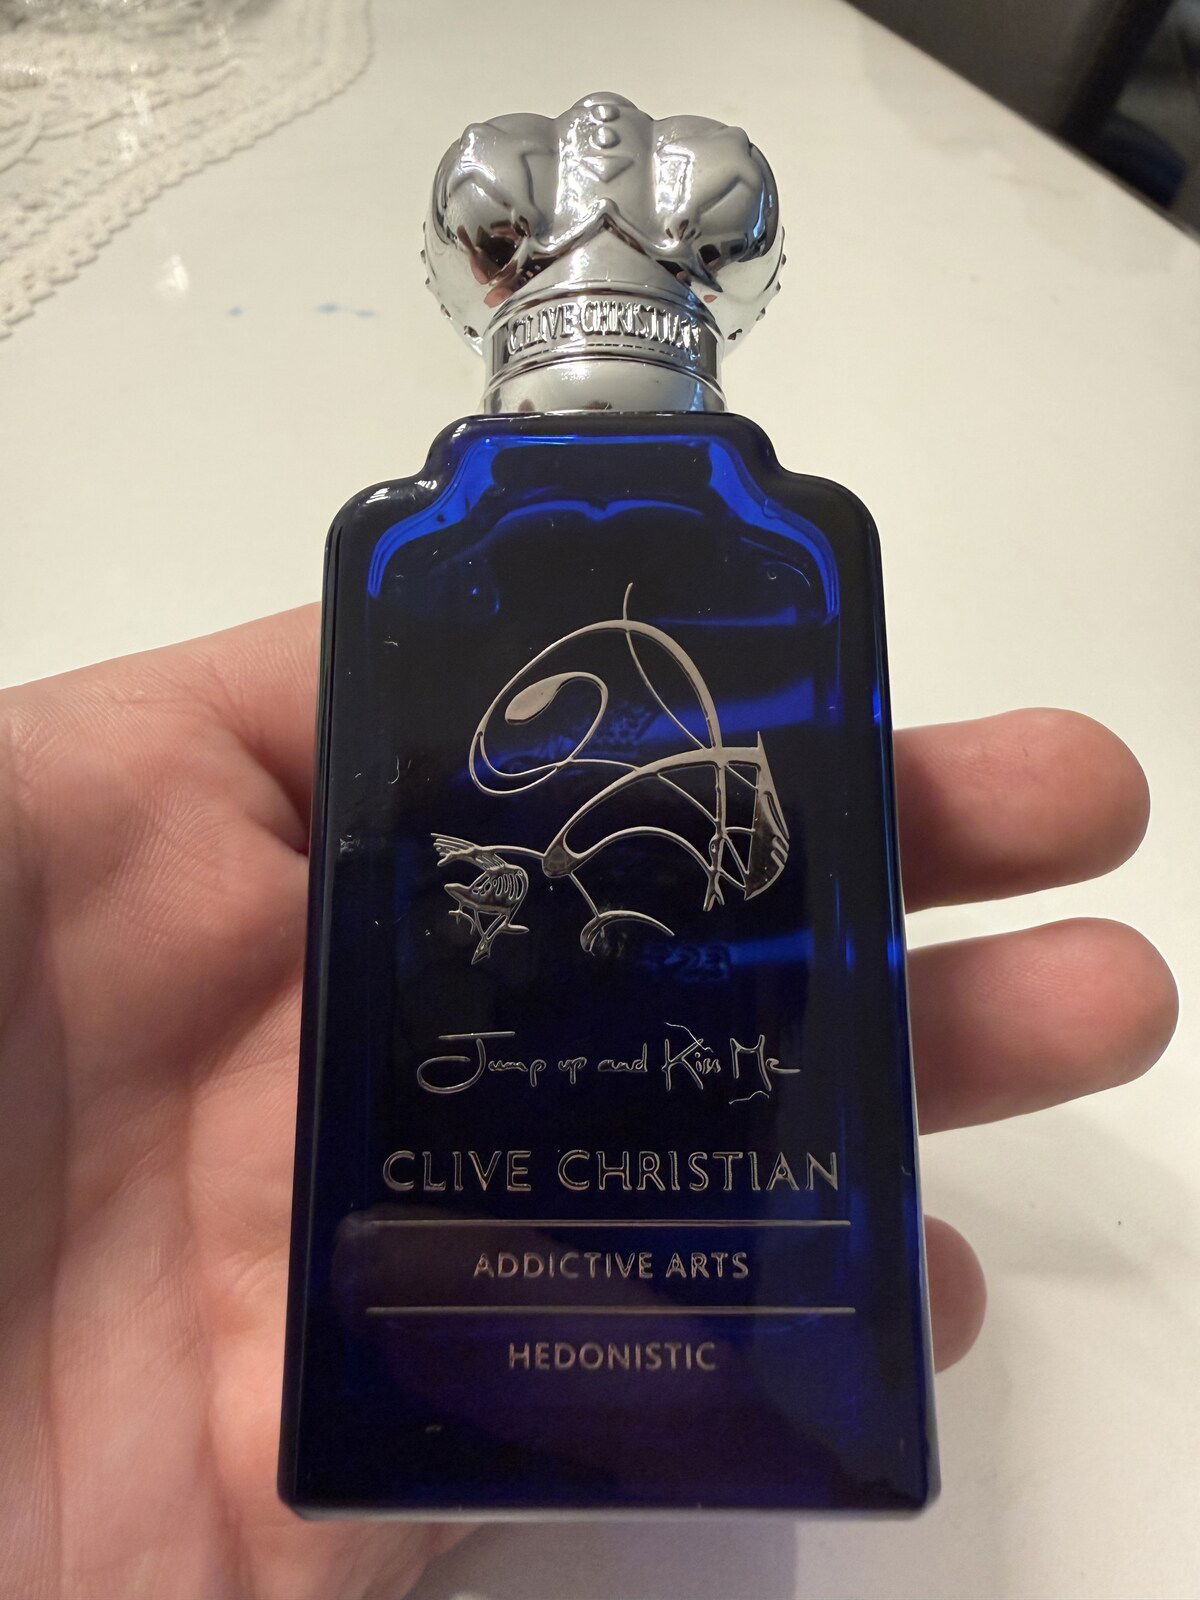 CLIVE CHRISTIAN
Jump up and Kiss Me
CLIVE CHRISTIAN
ADDICTIVE ARTS
HEDONISTIC